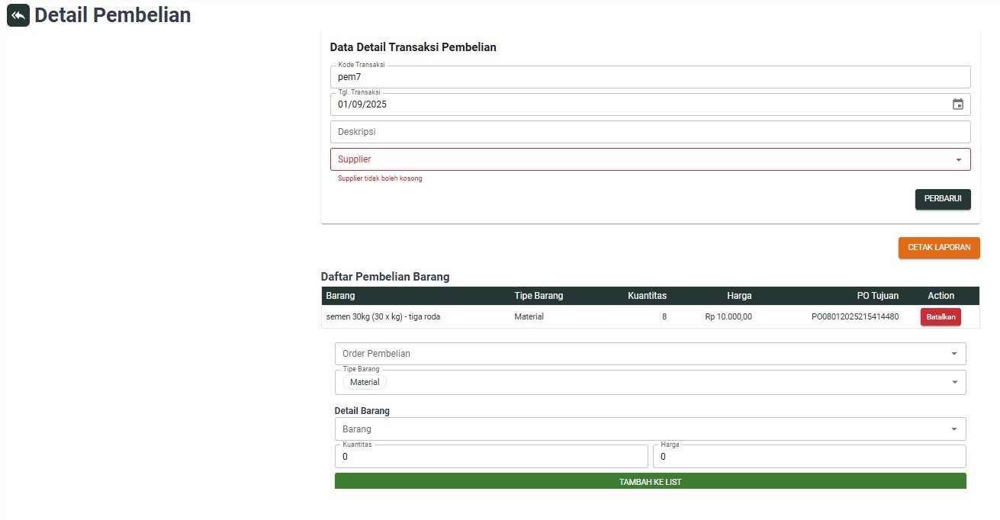 Detail Pembelian
Data Detail Transaksi Pembelian
Kode Transaksi
pem7
Tgl. Transaksi
01/09/2025
Deskripsi
Supplier
Supplier tidak boleh kosong
PERBARUI
CETAK LAPORAN
Daftar Pembelian Barang
Barang Tipe Barang Kuantitas Harga PO Tujuan Action
semen 30kg (30 x kg) - tiga roda Material 8 Rp 10.000,00 PO08012025215414480 Batalkan
Order Pembelian
Tipe Barang
Material
Detail Barang
Barang
Kuantitas Harga
0 0
TAMBAH KE LIST